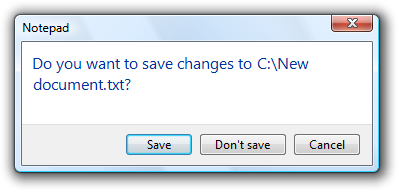 Notepad
Do you want to save changes to C:\New
document.txt?
Save Don't save Cancel